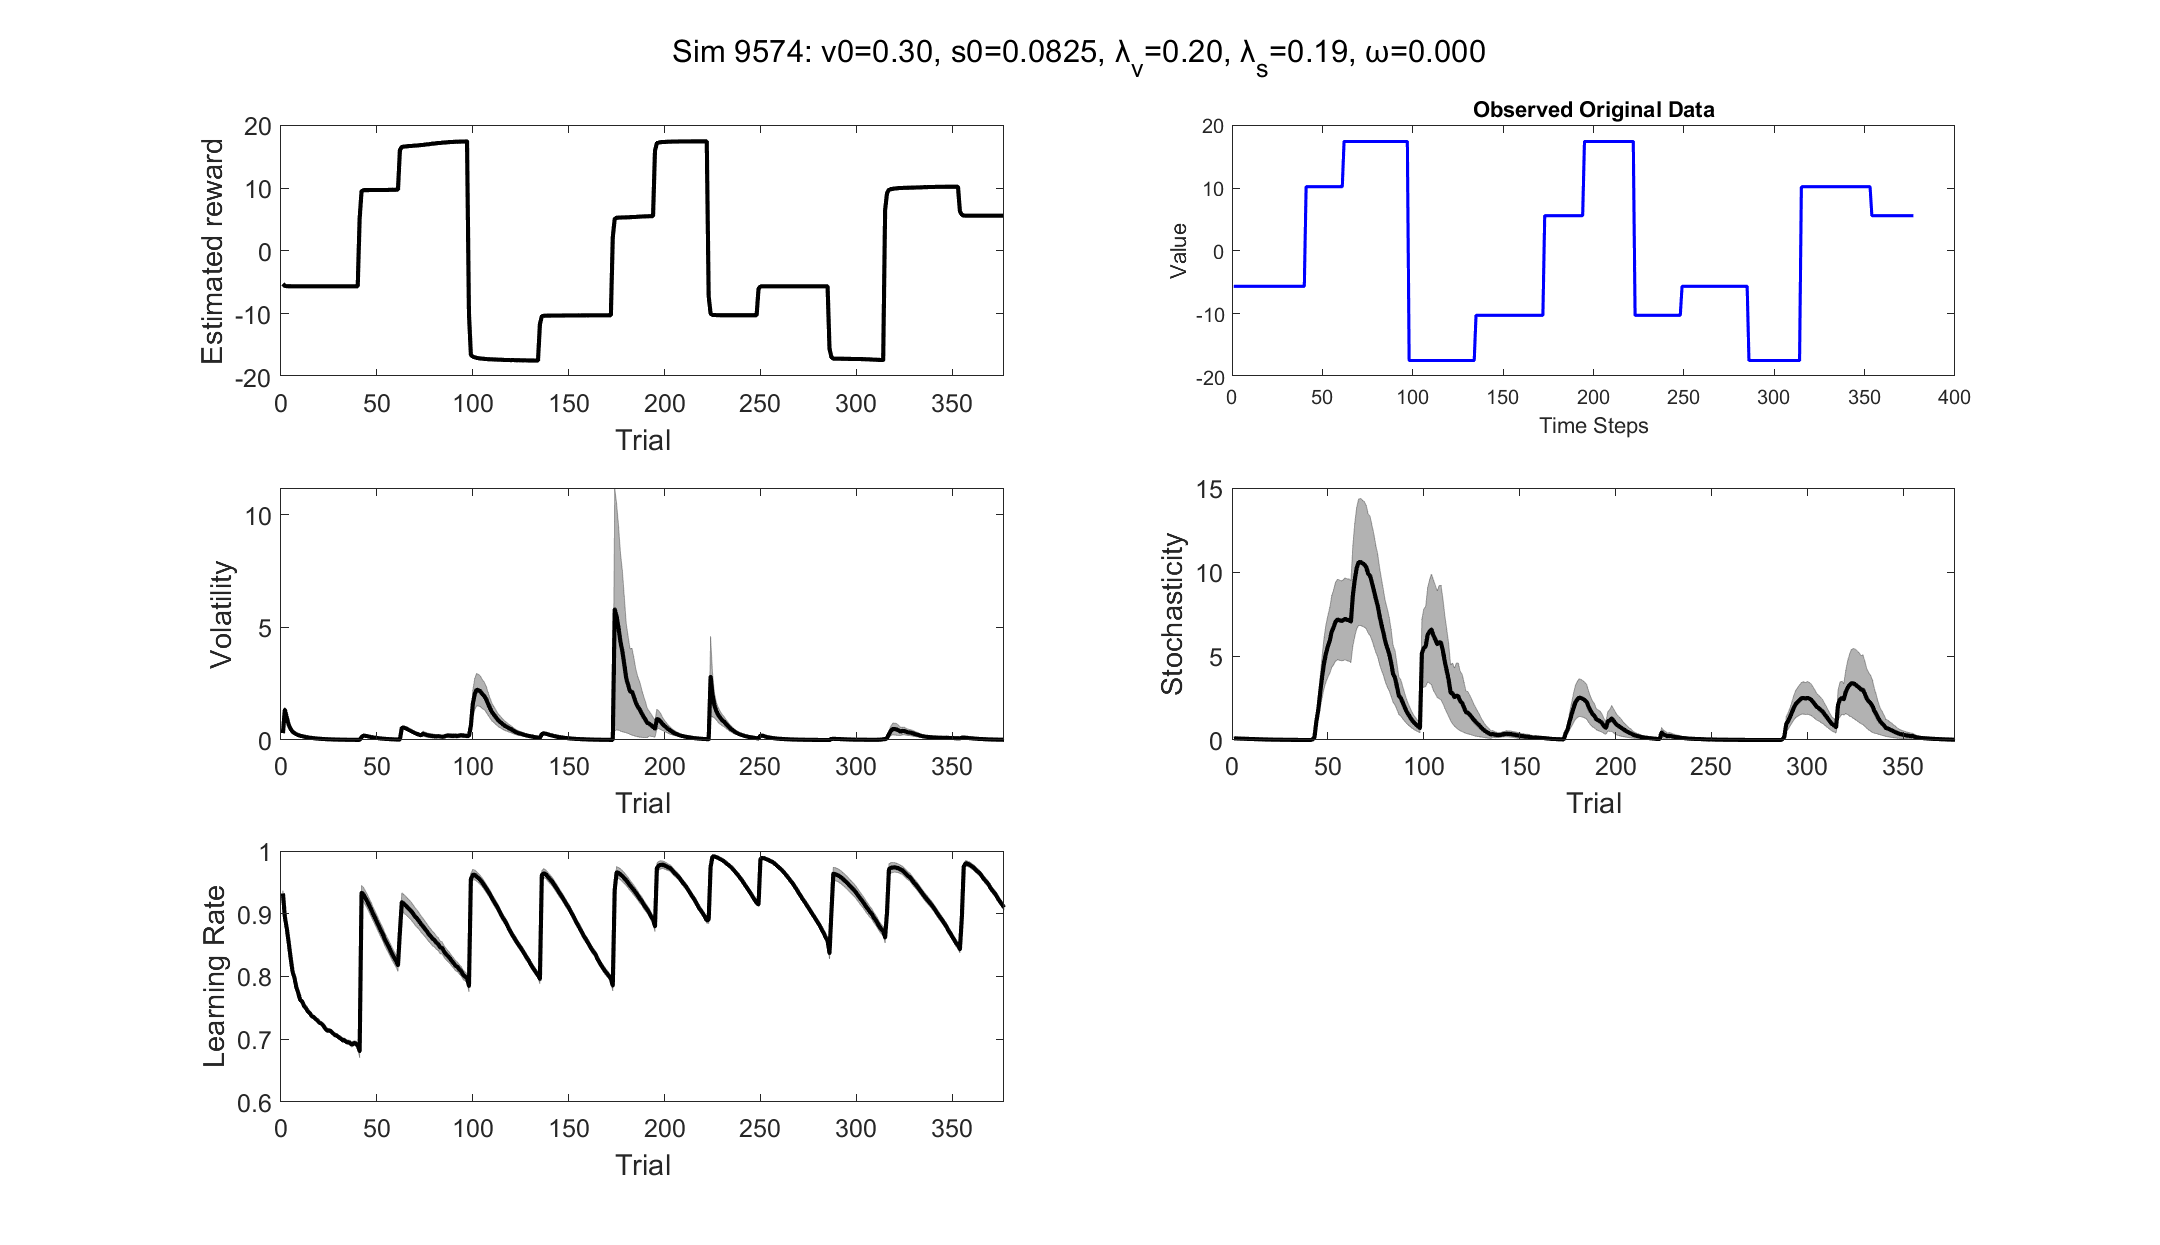 Sim 9574: v0=0.30, s0=0.0825, λ_v=0.20, λ_s=0.19, ω=0.000
20
10
0
-10
-20
Estimated reward
0 50 100 150 200 250 300 350
Trial
Observed Original Data
20
10
0
-10
-20
Value
0 50 100 150 200 250 300 350 400
Time Steps
10
5
0
Volatility
0 50 100 150 200 250 300 350
Trial
15
10
5
0
Stochasticity
0 50 100 150 200 250 300 350
Trial
1
0.9
0.8
0.7
0.6
Learning Rate
0 50 100 150 200 250 300 350
Trial